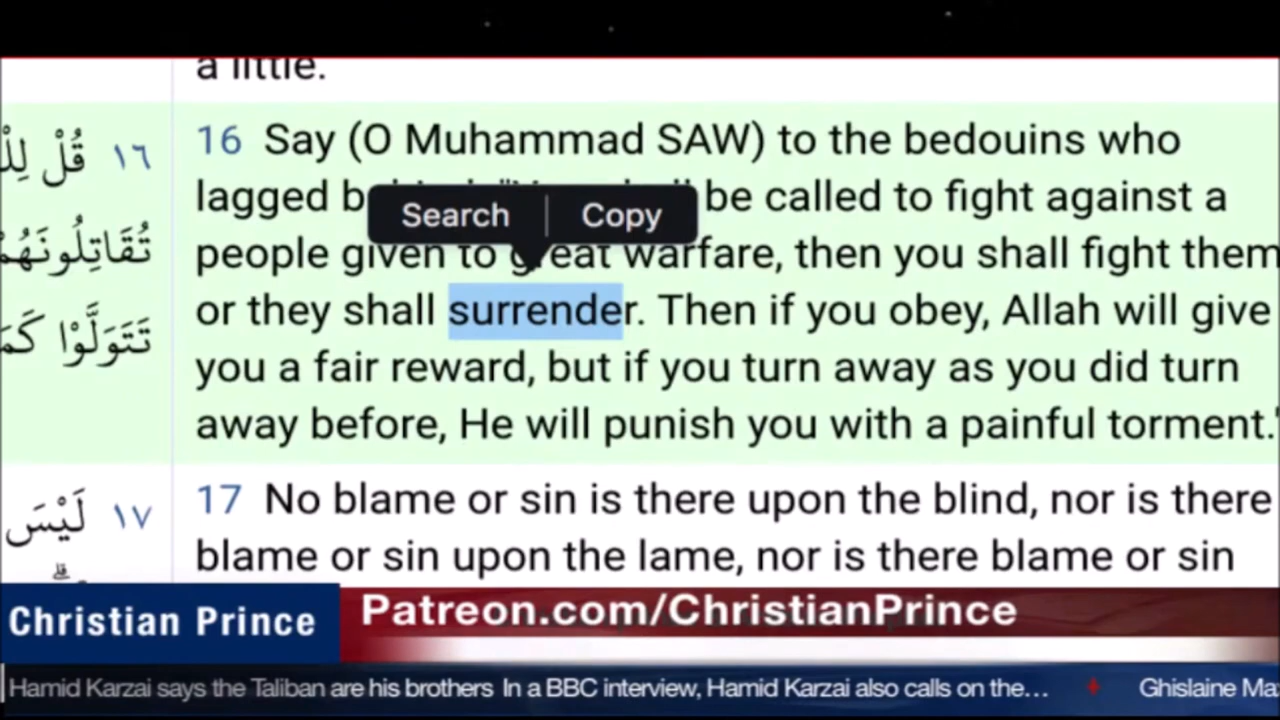 a little.
١٦ قُلْ
16 Say (O Muhammad SAW) to the bedouins who
lagged be called to fight against a
Search Copy
people given to great warfare, then you shall fight them
or they shall surrender. Then if you obey, Allah will give
you a fair reward, but if you turn away as you did turn
away before, He will punish you with a painful torment."
١٧ لَيْسَ
17 No blame or sin is there upon the blind, nor is there
blame or sin upon the lame, nor is there blame or sin
Christian Prince
Patreon.com/ChristianPrince
Hamid Karzai says the Taliban are his brothers In a BBC interview, Hamid Karzai also calls on the... Ghislaine